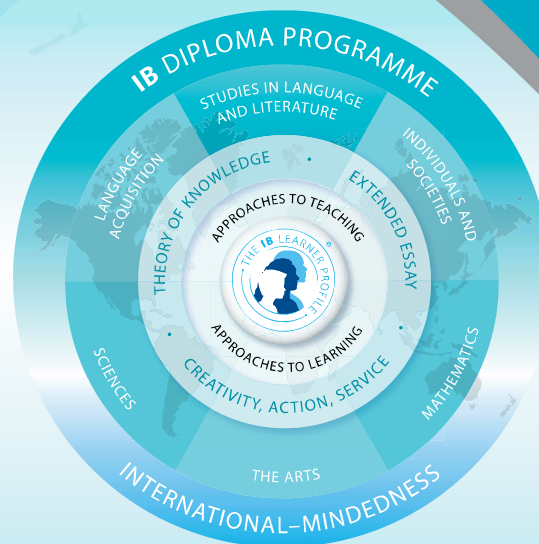 IB DIPLOMA PROGRAMME
STUDIES IN LANGUAGE
AND LITERATURE
LANGUAGE
ACQUISITION
INDIVIDUALS AND
SOCIETIES
THEORY OF KNOWLEDGE
EXTENDED ESSAY
APPROACHES TO TEACHING
THE IB LEARNER PROFILE
®
APPROACHES TO LEARNING
CREATIVITY, ACTION, SERVICE
SCIENCES
MATHEMATICS
THE ARTS
INTERNATIONAL–MINDEDNESS